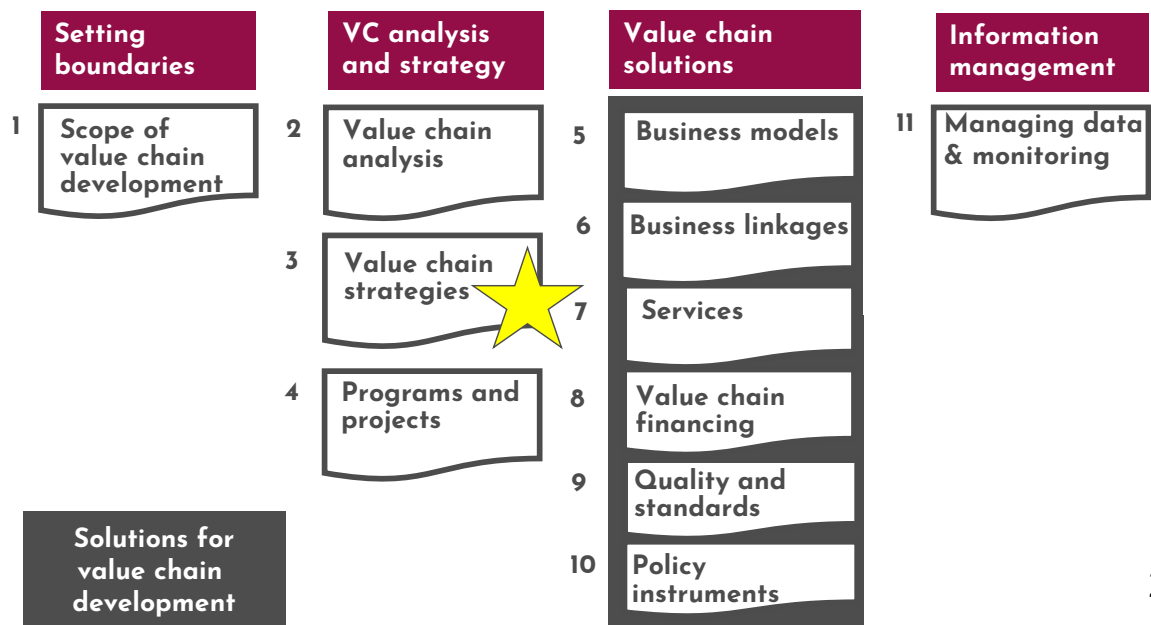 Setting
boundaries
1
Scope of
value chain
development
VC analysis
and strategy
2
Value chain
analysis
3
Value chain
strategies
4
Programs and
projects
Value chain
solutions
5
Business models
6
Business linkages
7
Services
8
Value chain
financing
9
Quality and
standards
10
Policy
instruments
Information
management
11
Managing data
& monitoring
Solutions for
value chain
development